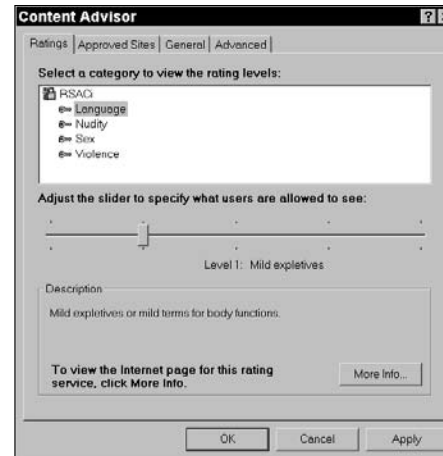 Content Advisor
Ratings Approved Sites General Advanced
Select a category to view the rating levels:
RSACi
Language
Nudity
Sex
Violence
Adjust the slider to specify what users are allowed to see:
Level 1: Mild expletives
Description
Mild expletives or mild terms for body functions.
To view the Internet page for this rating
service, click More Info.
More Info...
OK Cancel Apply